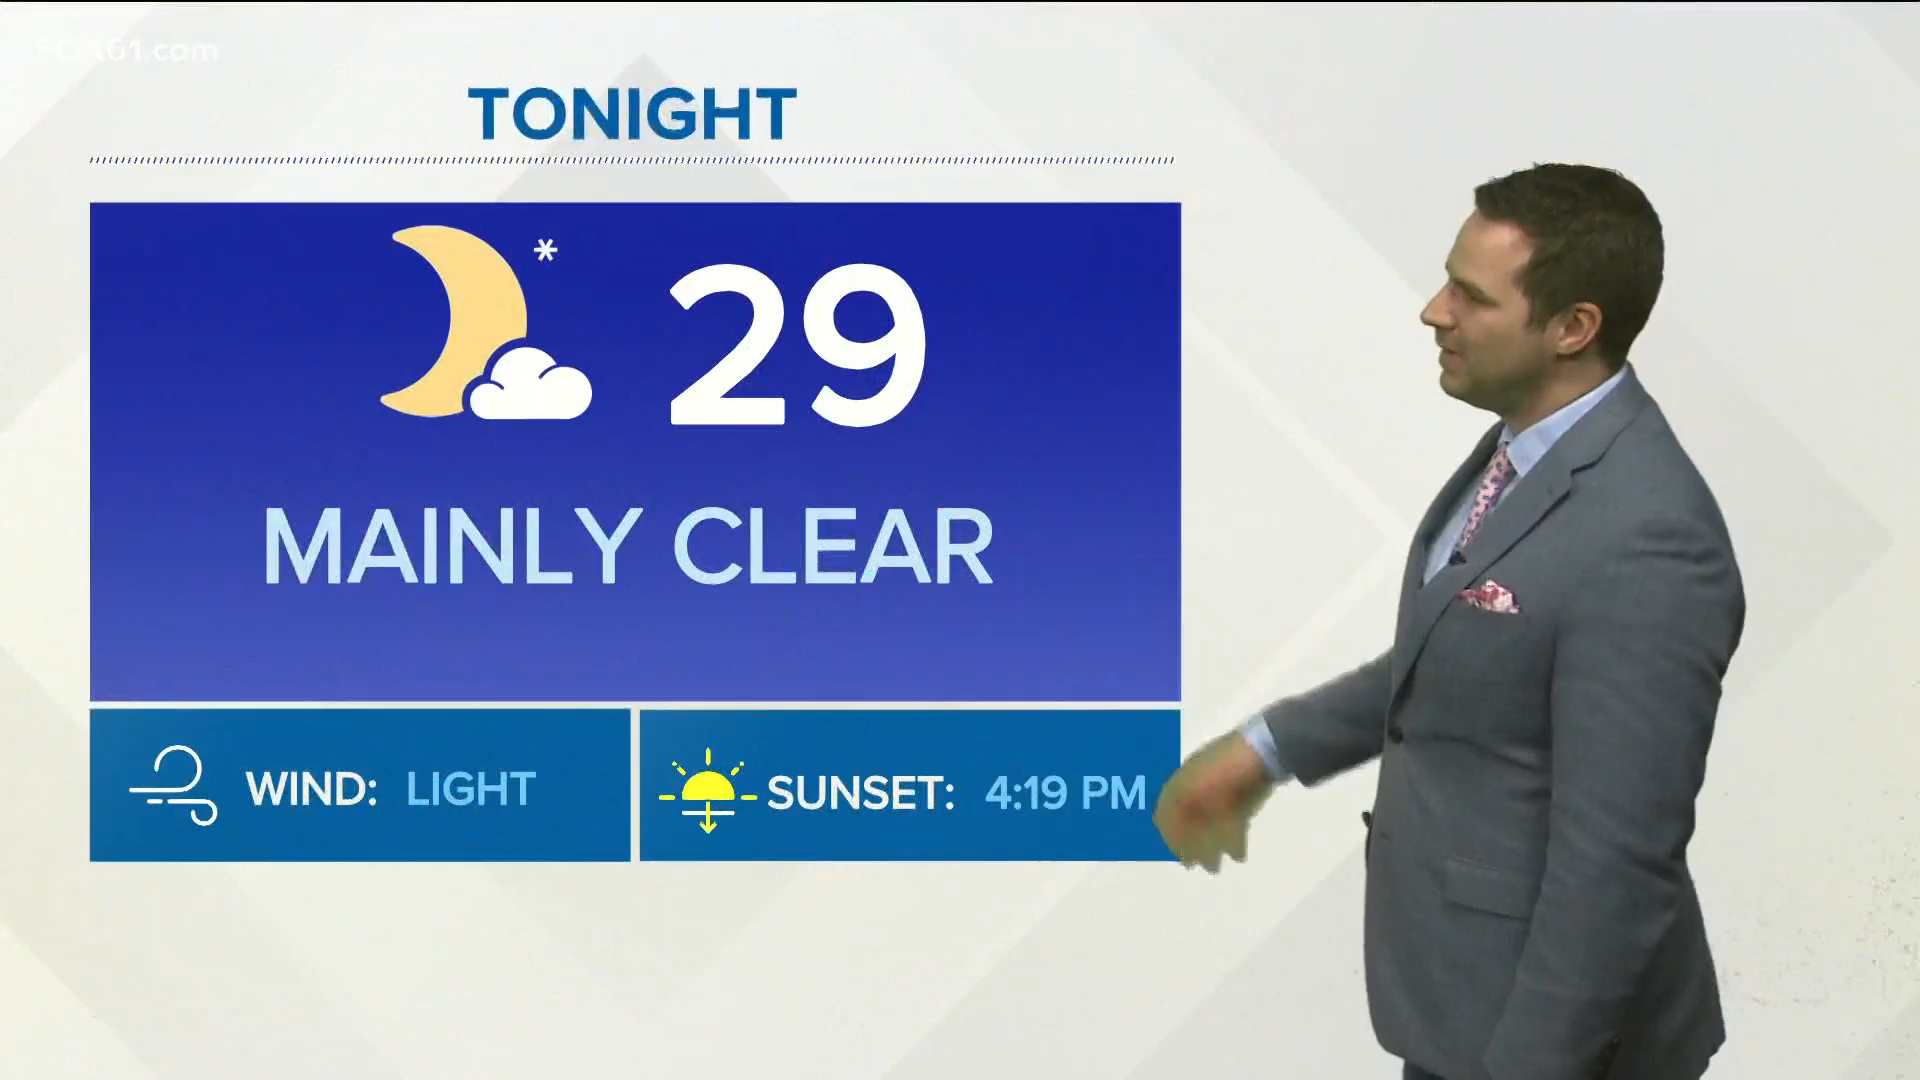 TONIGHT
29
MAINLY CLEAR
WIND: LIGHT
SUNSET: 4:19 PM